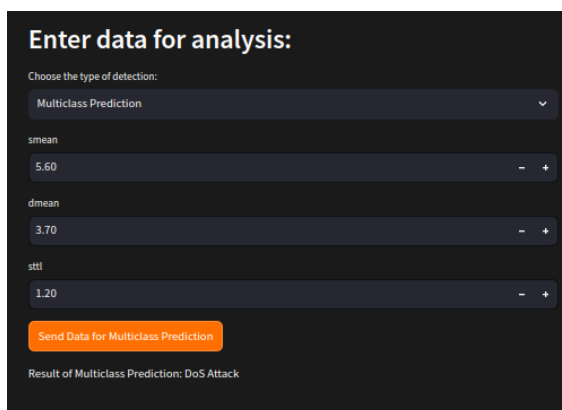 Enter data for analysis:
Choose the type of detection:
Multiclass Prediction
smean
5.60
dmean
3.70
sttl
1.20
Send Data for Multiclass Prediction
Result of Multiclass Prediction: DoS Attack